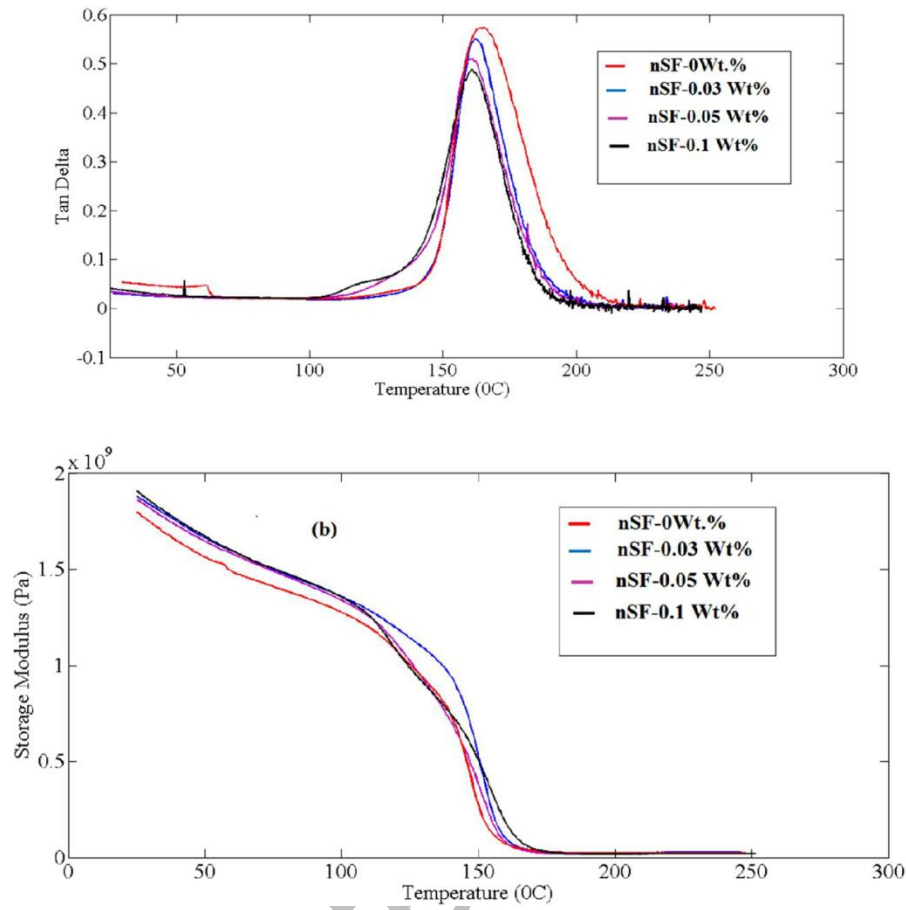 0.6
0.5
0.4
0.3
0.2
0.1
0
-0.1
Tan Delta
50
100
150
200
250
300
Temperature (0C)
nSF-0Wt.%
nSF-0.03 Wt%
nSF-0.05 Wt%
nSF-0.1 Wt%
2
x 10^9
1.5
1
0.5
0
Storage Modulus (Pa)
(b)
0
50
100
150
200
250
300
Temperature (0C)
nSF-0Wt.%
nSF-0.03 Wt%
nSF-0.05 Wt%
nSF-0.1 Wt%